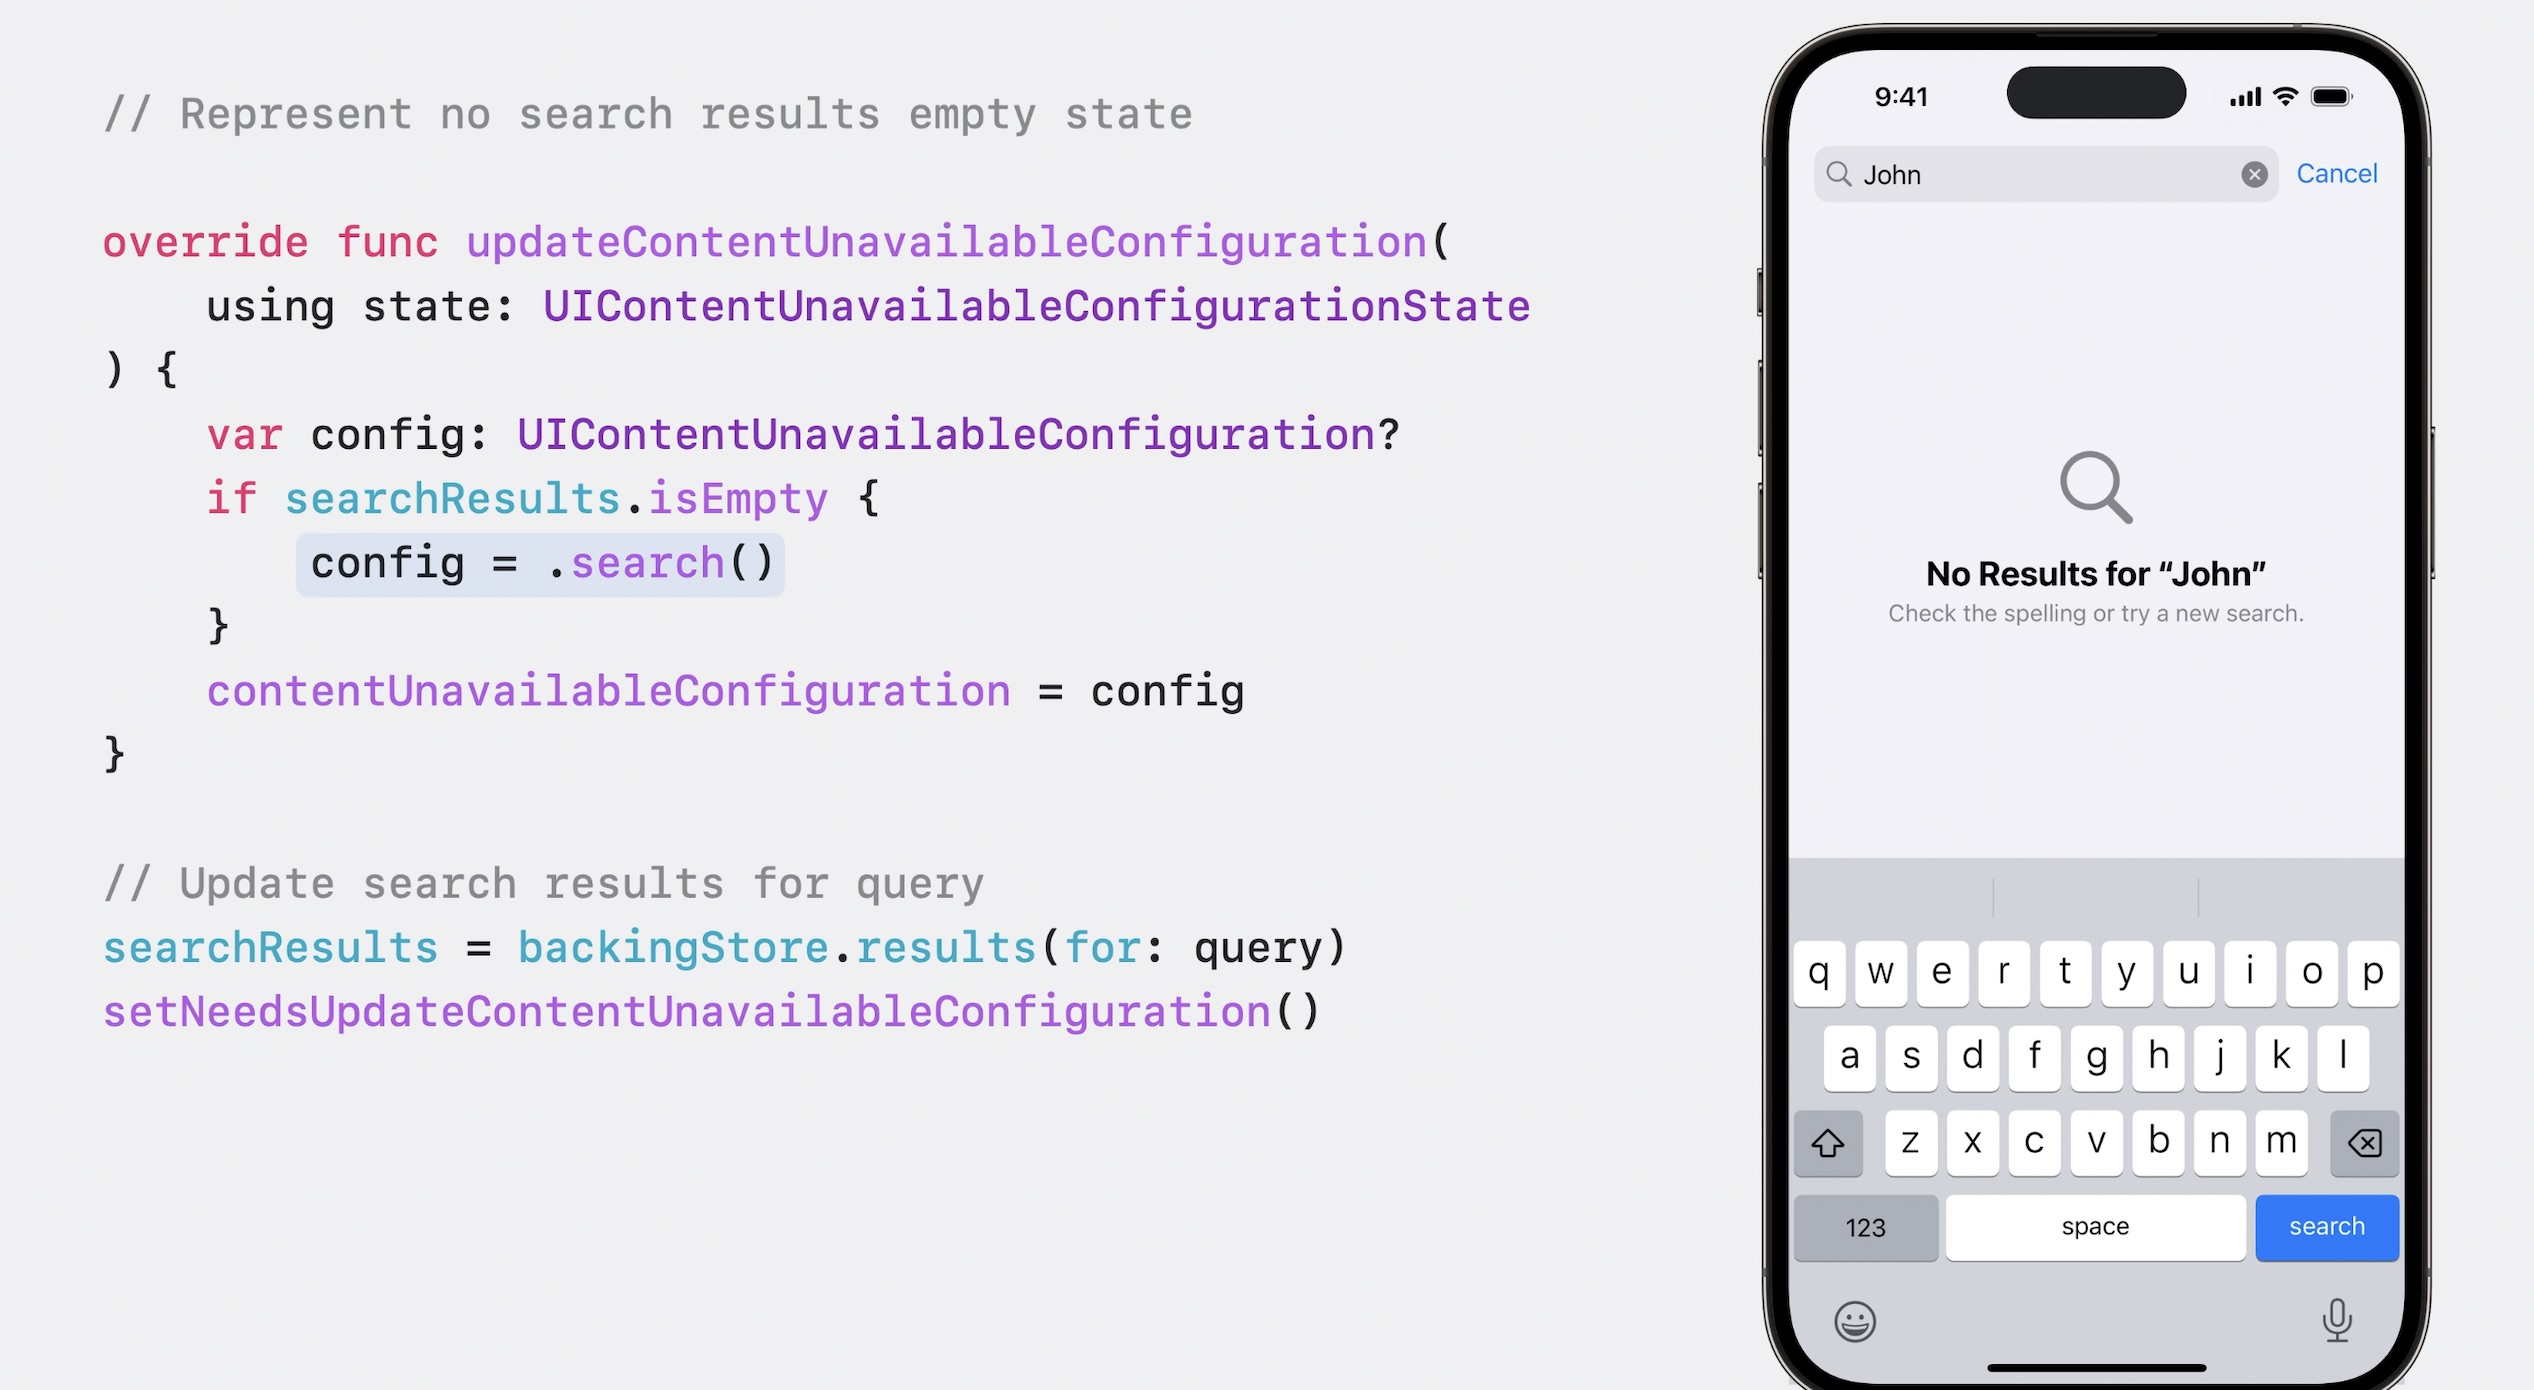 // Represent no search results empty state
override func updateContentUnavailableConfiguration(
using state: UIContentUnavailableConfigurationState
) {
var config: UIContentUnavailableConfiguration?
if searchResults.isEmpty {
config = .search()
}
contentUnavailableConfiguration = config
}
// Update search results for query
searchResults = backingStore.results(for: query)
setNeedsUpdateContentUnavailableConfiguration()
9:41
John
Cancel
No Results for “John”
Check the spelling or try a new search.
q w e r t y u i o p
a s d f g h j k l
z x c v b n m
123 space search